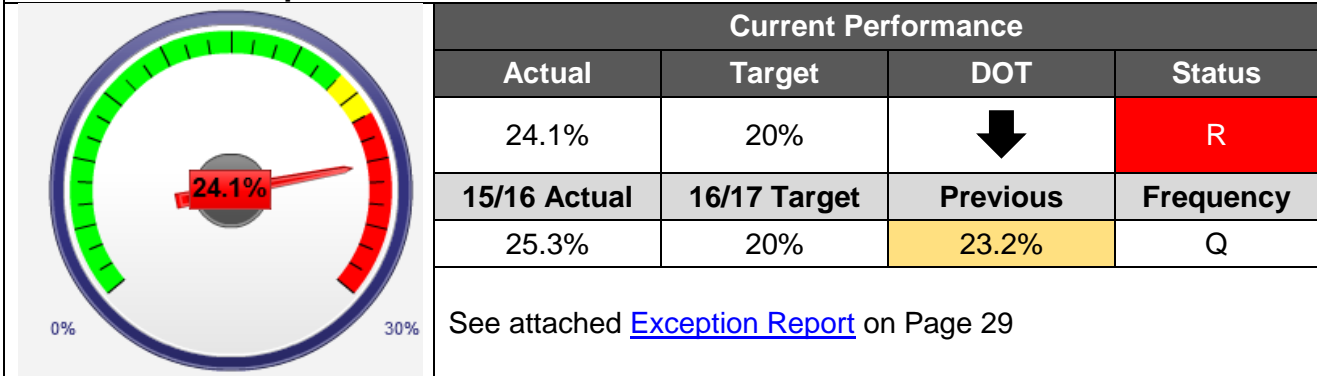 Current Performance
Actual Target DOT Status
24.1% 20% R
15/16 Actual 16/17 Target Previous Frequency
25.3% 20% 23.2% Q
See attached Exception Report on Page 29
24.1%
0% 30%